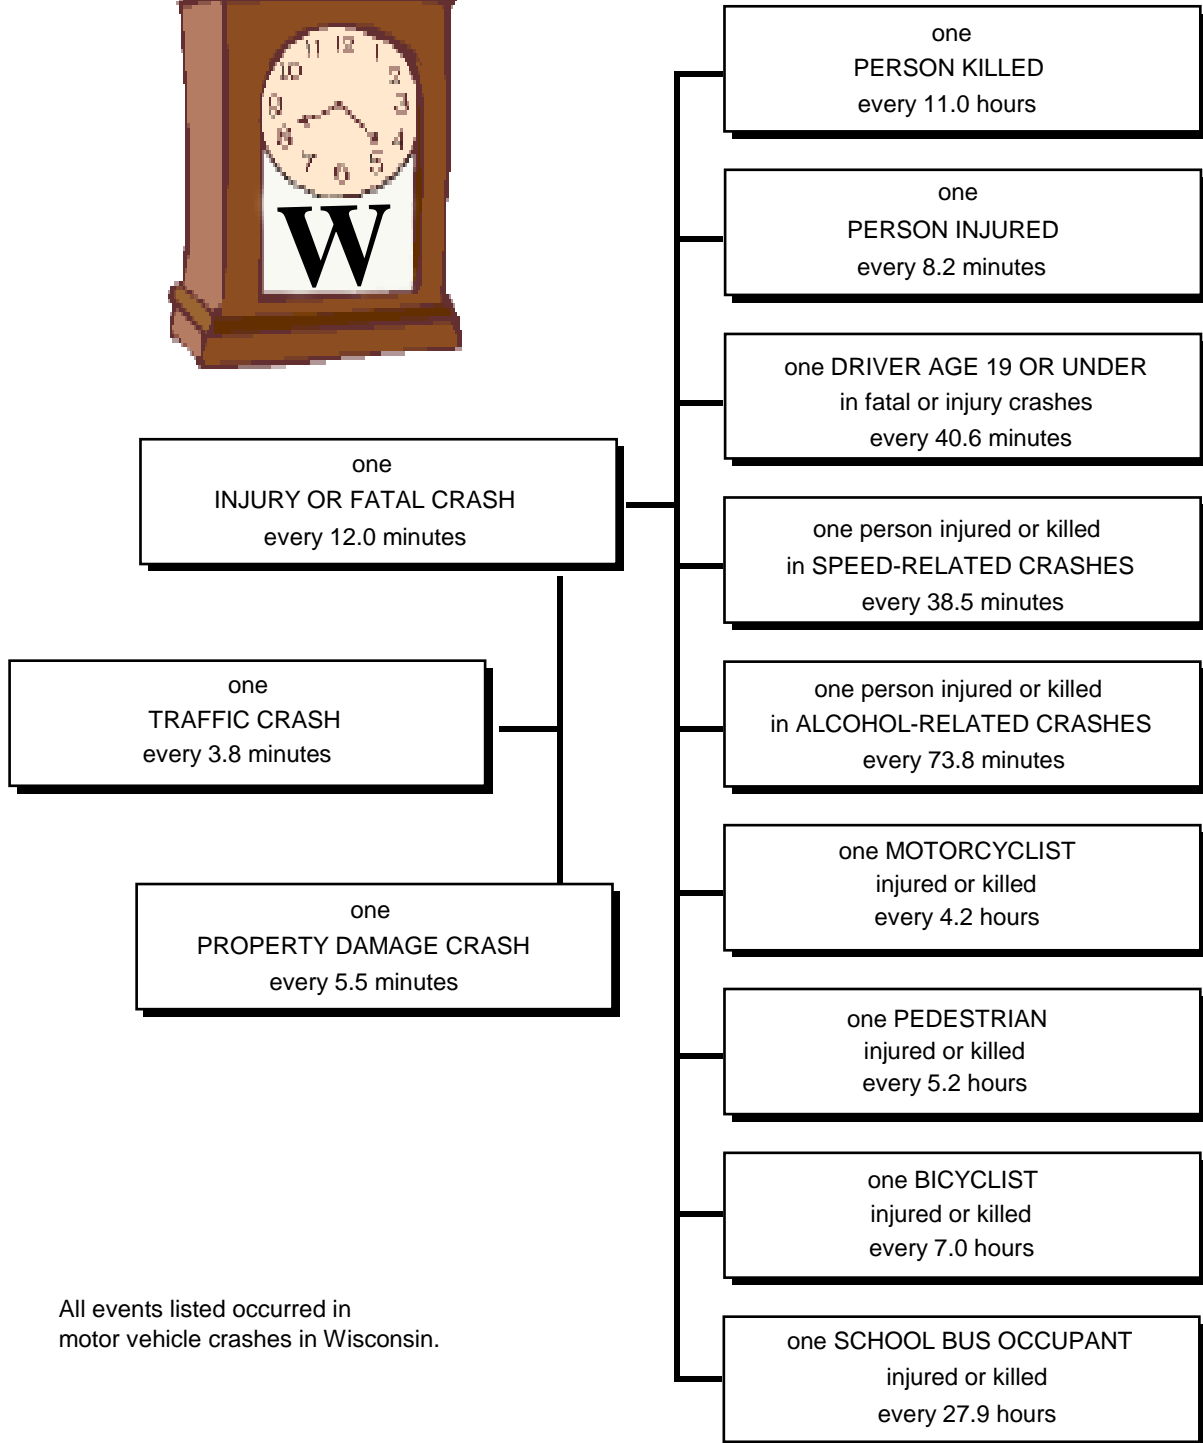 11 12 1
10 2
9 3
8 4
7 6 5
W
one
PERSON KILLED
every 11.0 hours
one
PERSON INJURED
every 8.2 minutes
one DRIVER AGE 19 OR UNDER
in fatal or injury crashes
every 40.6 minutes
one
INJURY OR FATAL CRASH
every 12.0 minutes
one person injured or killed
in SPEED-RELATED CRASHES
every 38.5 minutes
one
TRAFFIC CRASH
every 3.8 minutes
one person injured or killed
in ALCOHOL-RELATED CRASHES
every 73.8 minutes
one MOTORCYCLIST
injured or killed
every 4.2 hours
one
PROPERTY DAMAGE CRASH
every 5.5 minutes
one PEDESTRIAN
injured or killed
every 5.2 hours
one BICYCLIST
injured or killed
every 7.0 hours
All events listed occurred in
motor vehicle crashes in Wisconsin.
one SCHOOL BUS OCCUPANT
injured or killed
every 27.9 hours